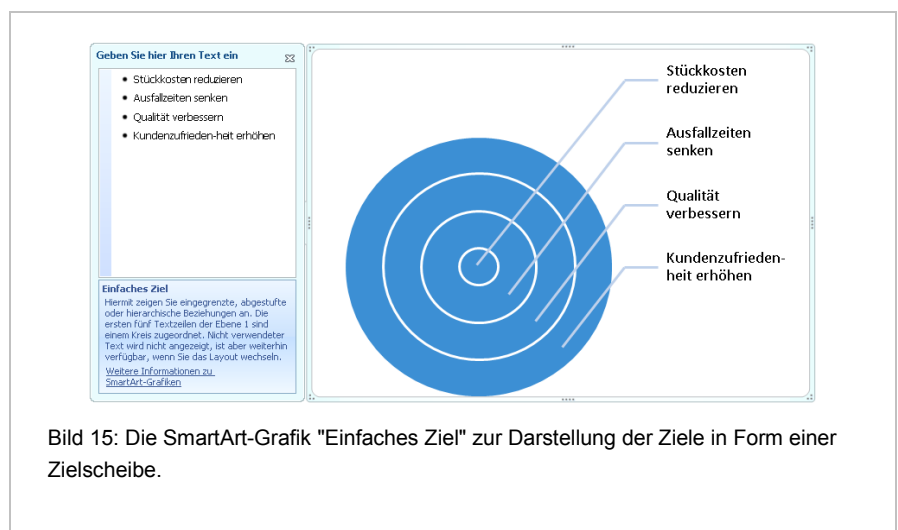 Geben Sie hier Ihren Text ein
Stückkosten reduzieren
Ausfallzeiten senken
Qualität verbessern
Kundenzufrieden-heit erhöhen
Einfaches Ziel
Hiermit zeigen Sie eingegrenzte, abgestufte
oder hierarchische Beziehungen an. Die
ersten fünf Textzeilen der Ebene 1 sind
einem Kreis zugeordnet. Nicht verwendeter
Text wird nicht angezeigt, ist aber weiterhin
verfügbar, wenn Sie das Layout wechseln.
Weitere Informationen zu
SmartArt-Grafiken
Stückkosten
reduzieren
Ausfallzeiten
senken
Qualität
verbessern
Kundenzufrieden-
heit erhöhen
Bild 15: Die SmartArt-Grafik "Einfaches Ziel" zur Darstellung der Ziele in Form einer
Zielscheibe.